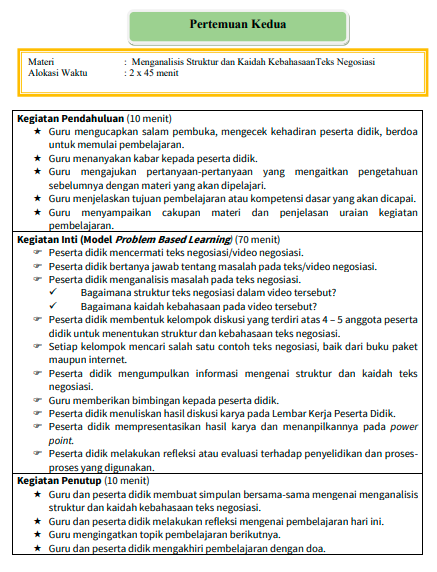 Pertemuan Kedua
Materi : Menganalisis Struktur dan Kaidah KebahasaanTeks Negosiasi
Alokasi Waktu : 2 x 45 menit
Kegiatan Pendahuluan (10 menit)
★ Guru mengucapkan salam pembuka, mengecek kehadiran peserta didik, berdoa
untuk memulai pembelajaran.
★ Guru menanyakan kabar kepada peserta didik.
★ Guru mengajukan pertanyaan-pertanyaan yang mengaitkan pengetahuan
sebelumnya dengan materi yang akan dipelajari.
★ Guru menjelaskan tujuan pembelajaran atau kompetensi dasar yang akan dicapai.
★ Guru menyampaikan cakupan materi dan penjelasan uraian kegiatan
pembelajaran.
Kegiatan Inti (Model Problem Based Learning) (70 menit)
☞ Peserta didik mencermati teks negosiasi/video negosiasi.
☞ Peserta didik bertanya jawab tentang masalah pada teks/video negosiasi.
☞ Peserta didik menganalisis masalah pada teks negosiasi.
✓ Bagaimana struktur teks negosiasi dalam video tersebut?
✓ Bagaimana kaidah kebahasaan pada video tersebut?
☞ Peserta didik membentuk kelompok diskusi yang terdiri atas 4 – 5 anggota peserta
didik untuk menentukan struktur dan kebahasaan teks negosiasi.
☞ Setiap kelompok mencari salah satu contoh teks negosiasi, baik dari buku paket
maupun internet.
☞ Peserta didik mengumpulkan informasi mengenai struktur dan kaidah teks
negosiasi.
☞ Guru memberikan bimbingan kepada peserta didik.
☞ Peserta didik menuliskan hasil diskusi karya pada Lembar Kerja Peserta Didik.
☞ Peserta didik mempresentasikan hasil karya dan menanpilkannya pada power
point.
☞ Peserta didik melakukan refleksi atau evaluasi terhadap penyelidikan dan proses-
proses yang digunakan.
Kegiatan Penutup (10 menit)
★ Guru dan peserta didik membuat simpulan bersama-sama mengenai menganalisis
struktur dan kaidah kebahasaan teks negosiasi.
★ Guru dan peserta didik melakukan refleksi mengenai pembelajaran hari ini.
★ Guru mengingatkan topik pembelajaran berikutnya.
★ Guru dan peserta didik mengakhiri pembelajaran dengan doa.